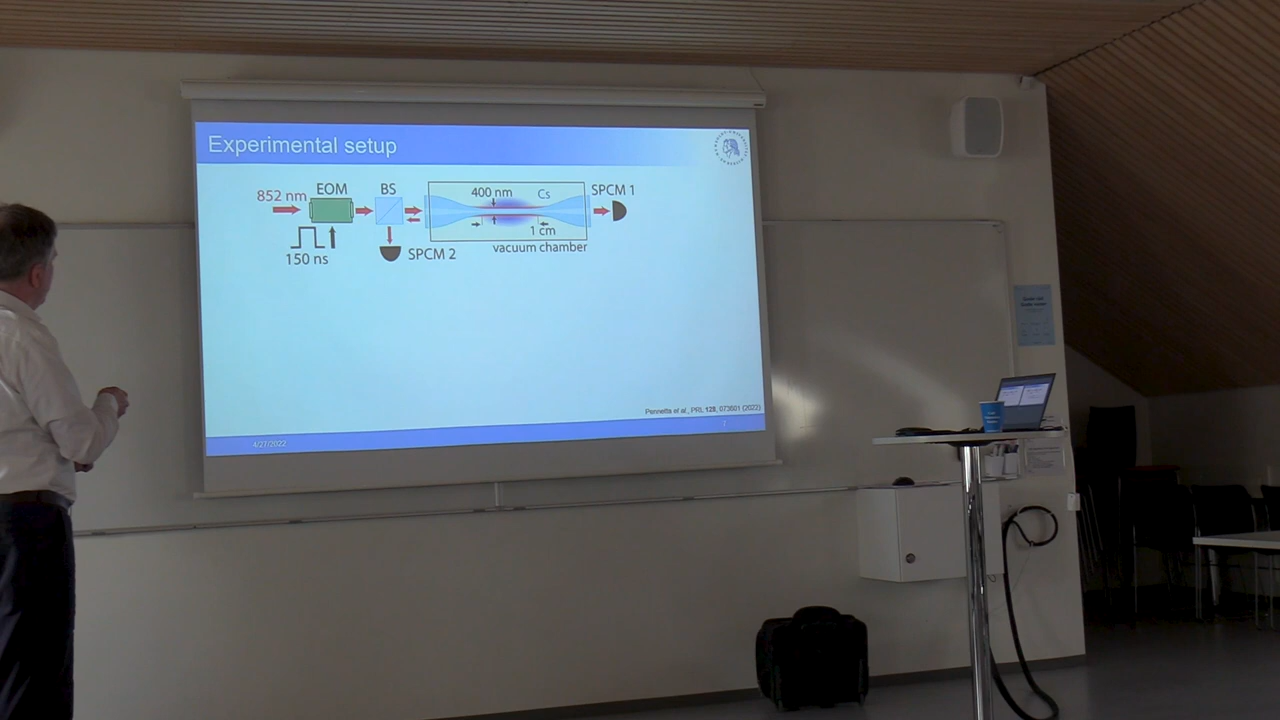 Experimental setup
852 nm
EOM
BS
400 nm
Cs
SPCM 1
1 cm
150 ns
SPCM 2
vacuum chamber
Pennetta et al., PRL 128, 073601 (2022)
4/27/2022
7